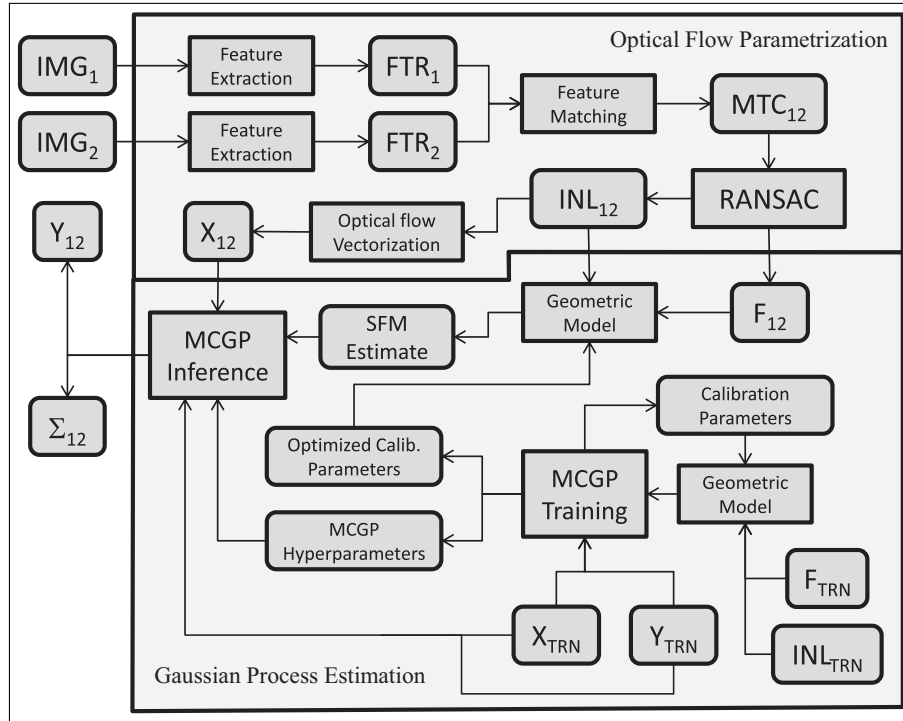 Optical Flow Parametrization
IMG1
Feature
Extraction
FTR1
IMG2
Feature
Extraction
FTR2
Feature
Matching
MTC12
RANSAC
INL12
Optical flow
Vectorization
X12
Y12
Σ12
MCGP
Inference
SFM
Estimate
Geometric
Model
F12
Calibration
Parameters
Optimized Calib.
Parameters
MCGP
Training
Geometric
Model
MCGP
Hyperparameters
FTRN
XTRN
YTRN
INLTRN
Gaussian Process Estimation